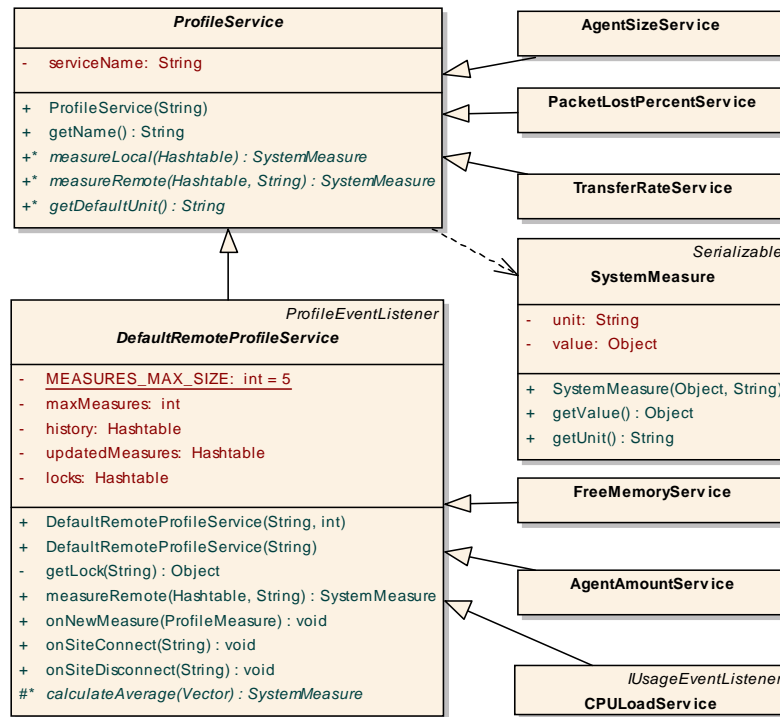 ProfileService
- serviceName: String
+ ProfileService(String)
+ getName() : String
+* measureLocal(Hashtable) : SystemMeasure
+* measureRemote(Hashtable, String) : SystemMeasure
+* getDefaultUnit() : String
AgentSizeService
PacketLostPercentService
TransferRateService
Serializable
SystemMeasure
- unit: String
- value: Object
+ SystemMeasure(Object, String)
+ getValue() : Object
+ getUnit() : String
ProfileEventListener
DefaultRemoteProfileService
- MEASURES_MAX_SIZE: int = 5
- maxMeasures: int
- history: Hashtable
- updatedMeasures: Hashtable
- locks: Hashtable
+ DefaultRemoteProfileService(String, int)
+ DefaultRemoteProfileService(String)
- getLock(String) : Object
+ measureRemote(Hashtable, String) : SystemMeasure
+ onNewMeasure(ProfileMeasure) : void
+ onSiteConnect(String) : void
+ onSiteDisconnect(String) : void
#* calculateAverage(Vector) : SystemMeasure
FreeMemoryService
AgentAmountService
IUsageEventListener
CPULoadService